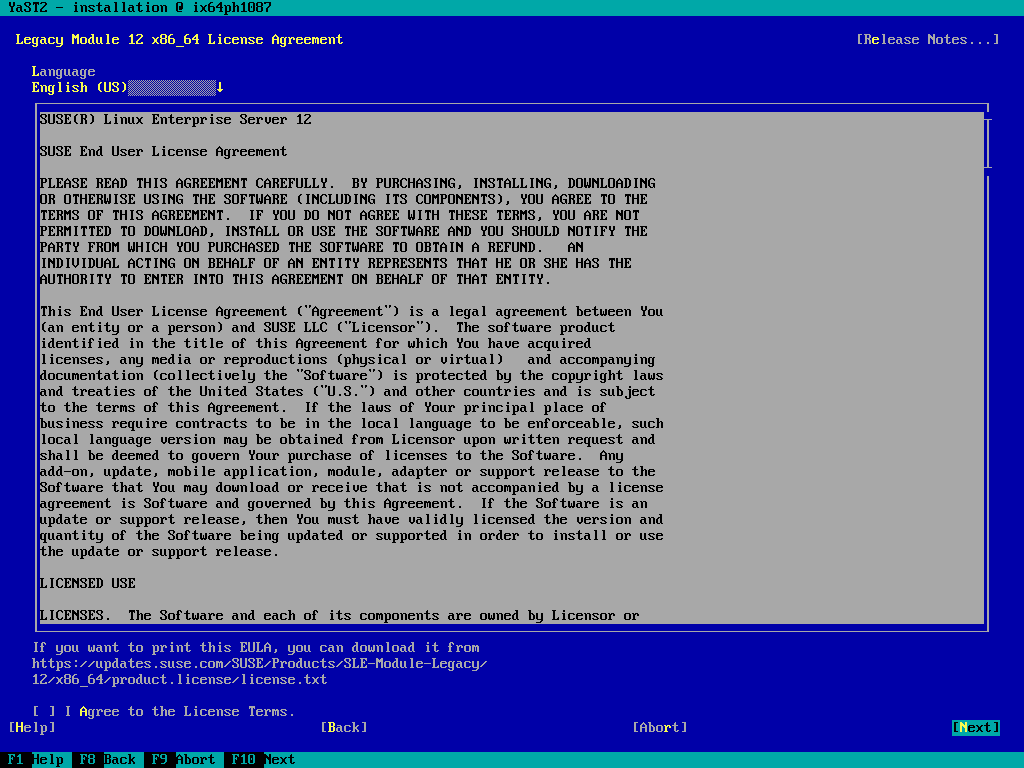 YaST2 - installation @ ix64ph1087
Legacy Module 12 x86_64 License Agreement [Release Notes...]
Language
English (US)↓
SUSE(R) Linux Enterprise Server 12
SUSE End User License Agreement
PLEASE READ THIS AGREEMENT CAREFULLY.  BY PURCHASING, INSTALLING, DOWNLOADING
OR OTHERWISE USING THE SOFTWARE (INCLUDING ITS COMPONENTS), YOU AGREE TO THE
TERMS OF THIS AGREEMENT.  IF YOU DO NOT AGREE WITH THESE TERMS, YOU ARE NOT
PERMITTED TO DOWNLOAD, INSTALL OR USE THE SOFTWARE AND YOU SHOULD NOTIFY THE
PARTY FROM WHICH YOU PURCHASED THE SOFTWARE TO OBTAIN A REFUND.   AN
INDIVIDUAL ACTING ON BEHALF OF AN ENTITY REPRESENTS THAT HE OR SHE HAS THE
AUTHORITY TO ENTER INTO THIS AGREEMENT ON BEHALF OF THAT ENTITY.
This End User License Agreement ("Agreement") is a legal agreement between You
(an entity or a person) and SUSE LLC ("Licensor").  The software product
identified in the title of this Agreement for which You have acquired
licenses, any media or reproductions (physical or virtual)   and accompanying
documentation (collectively the "Software") is protected by the copyright laws
and treaties of the United States ("U.S.") and other countries and is subject
to the terms of this Agreement.  If the laws of Your principal place of
business require contracts to be in the local language to be enforceable, such
local language version may be obtained from Licensor upon written request and
shall be deemed to govern Your purchase of licenses to the Software.  Any
add-on, update, mobile application, module, adapter or support release to the
Software that You may download or receive that is not accompanied by a license
agreement is Software and governed by this Agreement.  If the Software is an
update or support release, then You must have validly licensed the version and
quantity of the Software being updated or supported in order to install or use
the update or support release.
LICENSED USE
LICENSES.  The Software and each of its components are owned by Licensor or
If you want to print this EULA, you can download it from
https://updates.suse.com/SUSE/Products/SLE-Module-Legacy/
12/x86_64/product.license/license.txt
[ ] I Agree to the License Terms.
[Help] [Back] [Abort] [Next]
F1 Help F8 Back F9 Abort F10 Next